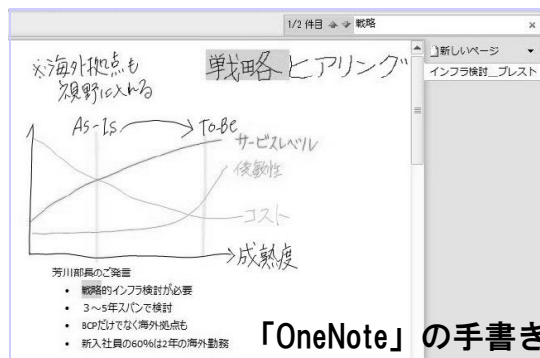 1/2 件目 戦略 ×
新しいページ
インフラ検討__ブレスト
戦略ヒアリング
※海外拠点も
視野に入れる
As-Is
To-Be
サービスレベル
俊敏性
コスト
成熟度
芳川部長のご発言
• 戦略的インフラ検討が必要
• 3～5年スパンで検討
• BCPだけでなく海外拠点も
• 新入社員の60%は2年の海外勤務
「OneNote」の手書き